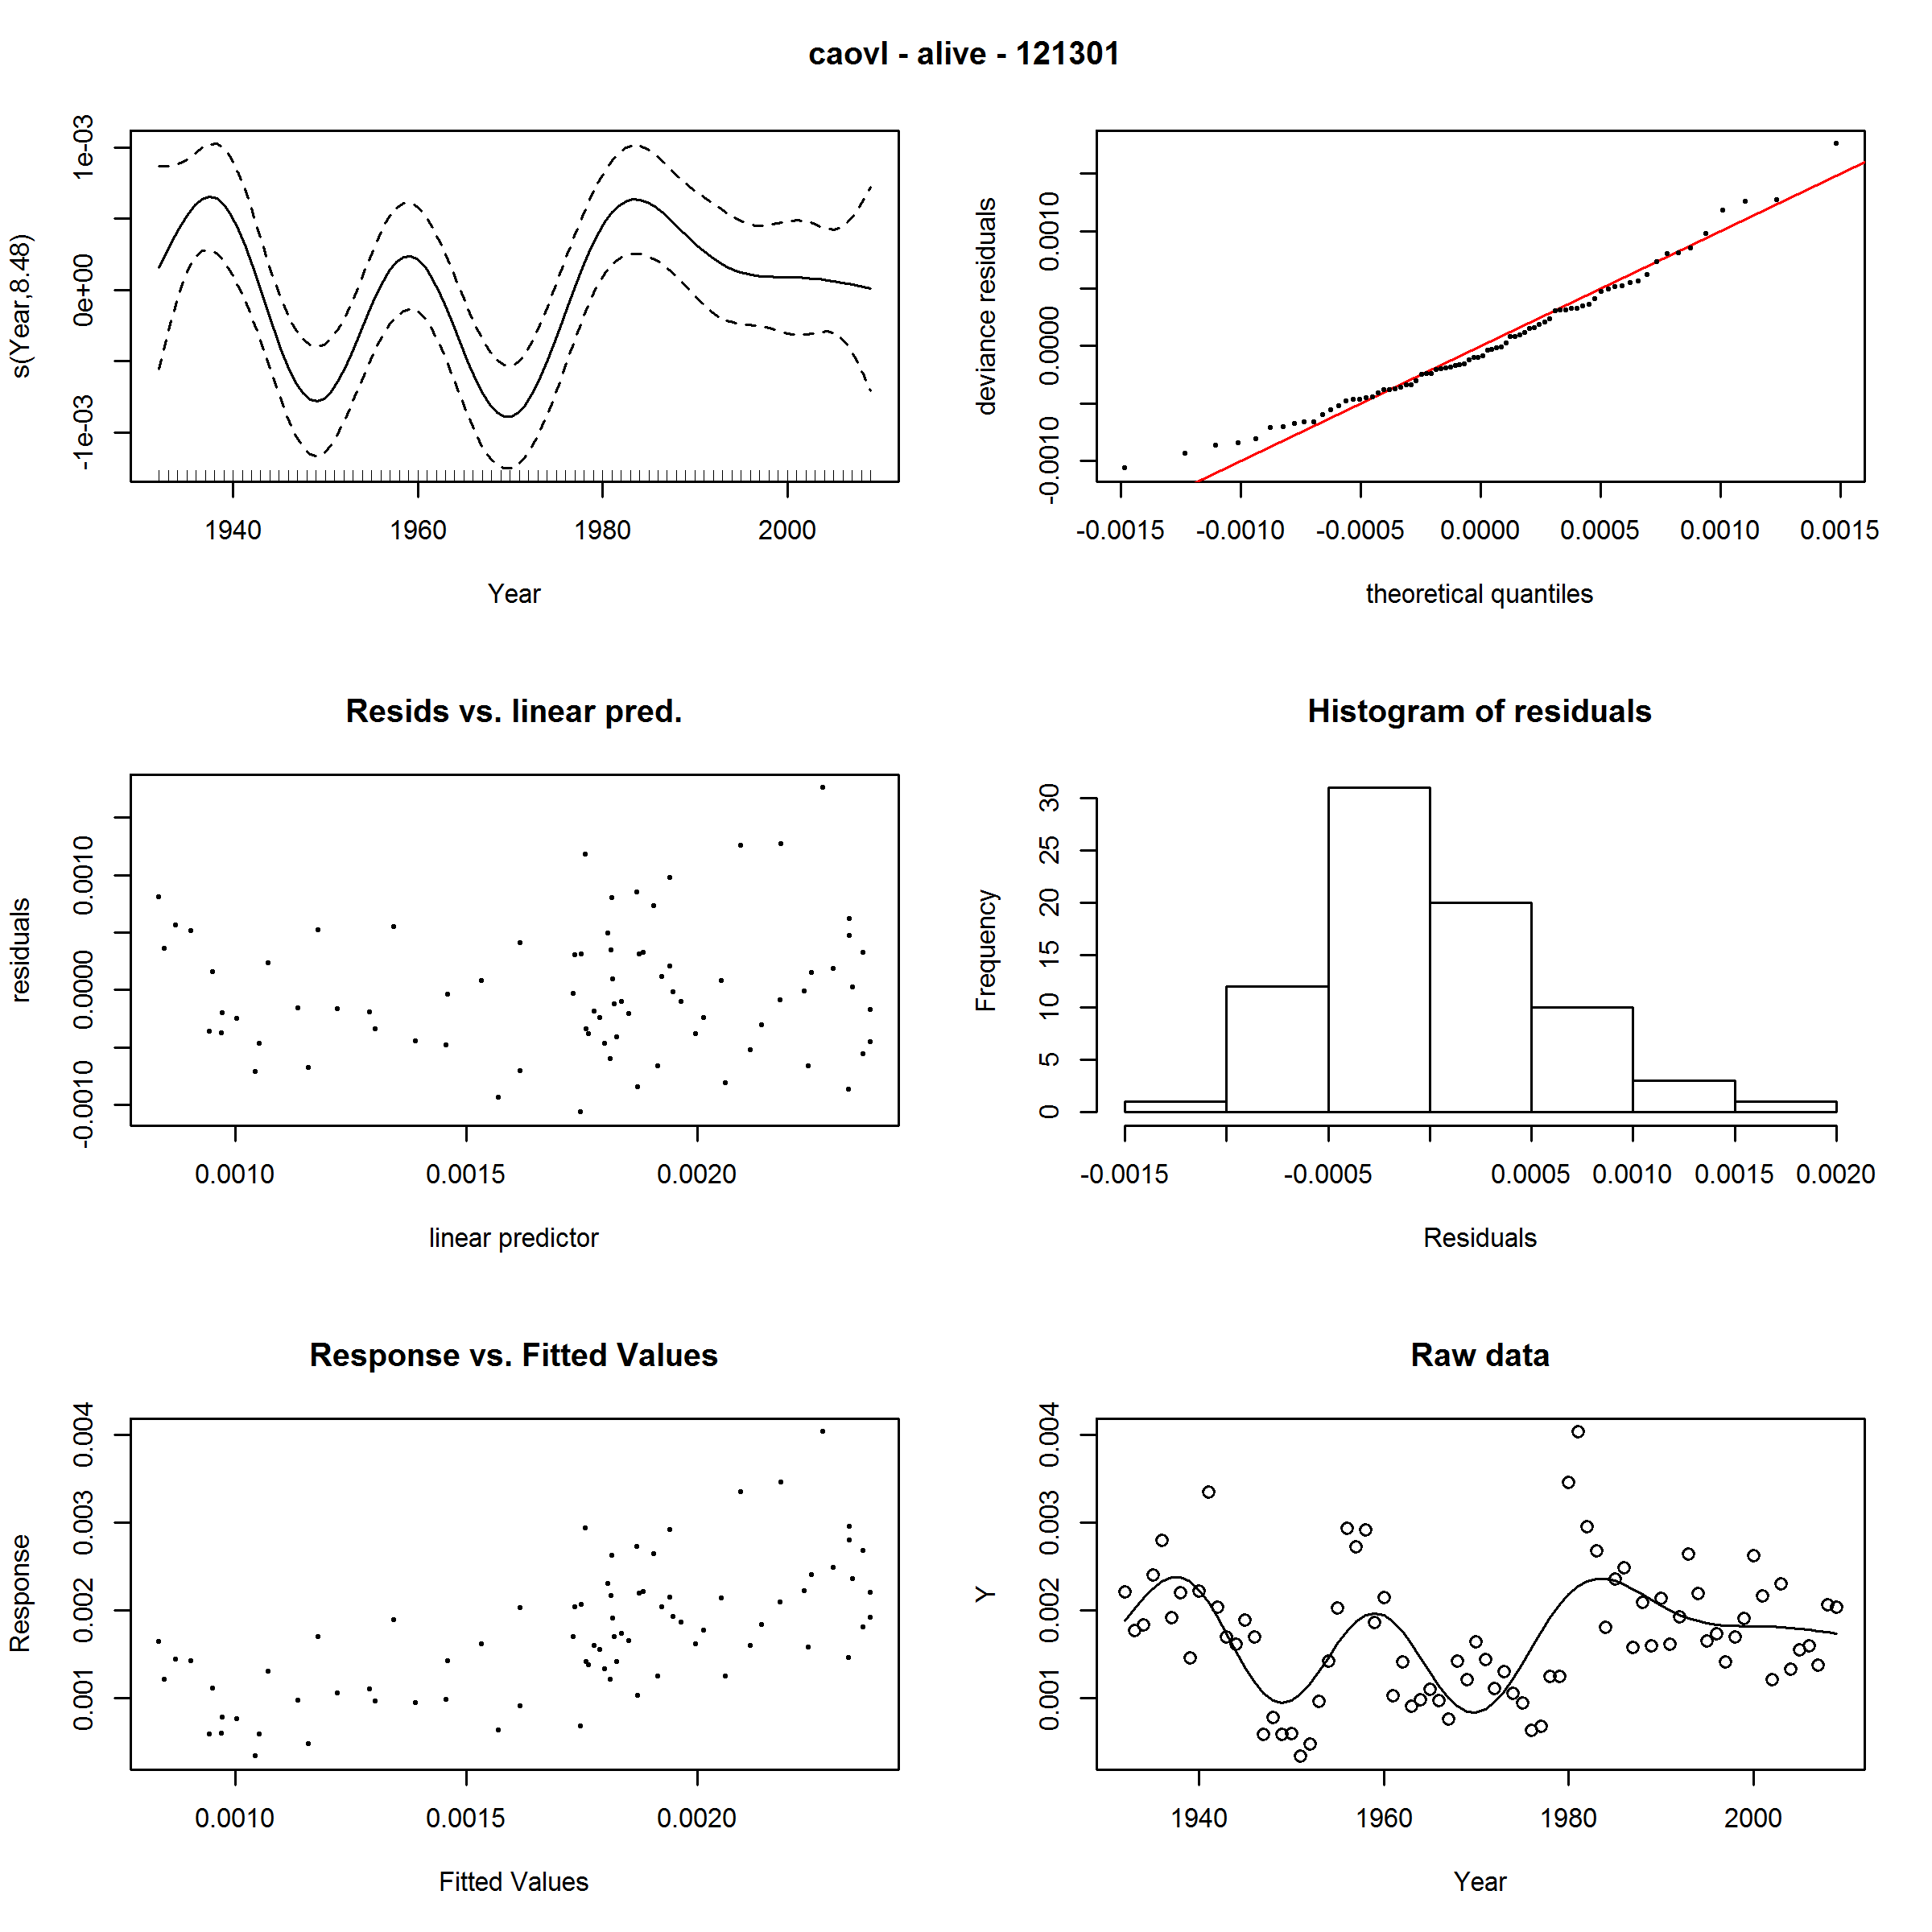 caovl - alive - 121301
s(Year,8.48)
-1e-03 0e+00 1e-03
1940 1960 1980 2000
Year
deviance residuals
-0.0010 0.0000 0.0010
-0.0015 -0.0010 -0.0005 0.0000 0.0005 0.0010 0.0015
theoretical quantiles
Resids vs. linear pred.
residuals
-0.0010 0.0000 0.0010
0.0010 0.0015 0.0020
linear predictor
Histogram of residuals
Frequency
0 5 10 15 20 25 30
-0.0015 -0.0005 0.0005 0.0010 0.0015 0.0020
Residuals
Response vs. Fitted Values
Response
0.001 0.002 0.003 0.004
0.0010 0.0015 0.0020
Fitted Values
Raw data
Y
0.001 0.002 0.003 0.004
1940 1960 1980 2000
Year